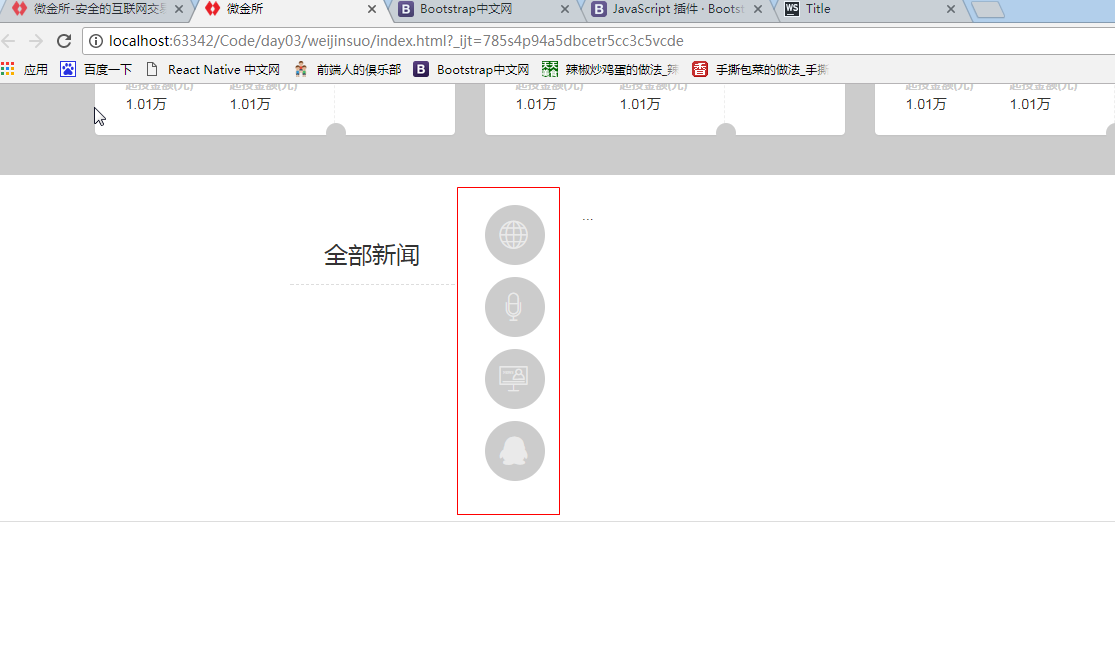 微金所-安全的互联网交易
微金所
Bootstrap中文网
JavaScript 插件 · Boots
WS
Title
localhost:63342/Code/day03/weijinsuo/index.html?_ijt=785s4p94a5dbcetr5cc3c5vcde
应用
百度一下
React Native 中文网
前端人的俱乐部
B
Bootstrap中文网
辣椒炒鸡蛋的做法_辣
香
手撕包菜的做法_手撕
起投金额(元)
起投金额(元)
起投金额(元)
起投金额(元)
起投金额(元)
起投金额(元)
1.01万
1.01万
1.01万
1.01万
1.01万
1.01万
...
全部新闻